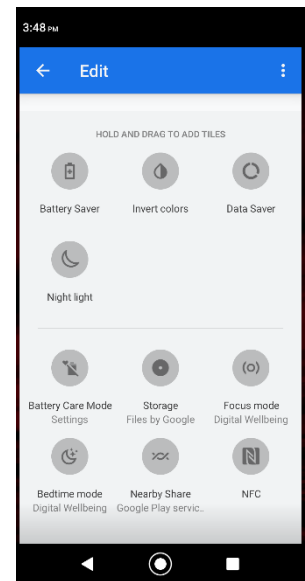 3:48 PM
Edit
HOLD AND DRAG TO ADD TILES
Battery Saver Invert colors Data Saver
Night light
Battery Care Mode Storage Focus mode
Settings Files by Google Digital Wellbeing
Bedtime mode Nearby Share NFC
Digital Wellbeing Google Play servic..